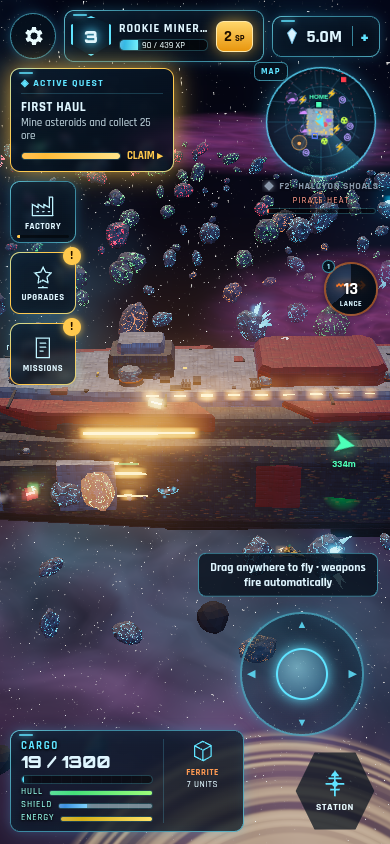 3
ROOKIE MINER…
90 / 439 XP
2 SP
5.0M
+
ACTIVE QUEST
FIRST HAUL
Mine asteroids and collect 25
ore
CLAIM ▸
MAP
HOME
F2 · HALCYON SHOALS
PIRATE HEAT
FACTORY
!
UPGRADES
!
MISSIONS
1
13
LANCE
334m
Drag anywhere to fly · weapons
fire automatically
CARGO
19 / 1300
HULL
SHIELD
ENERGY
FERRITE
7 UNITS
STATION